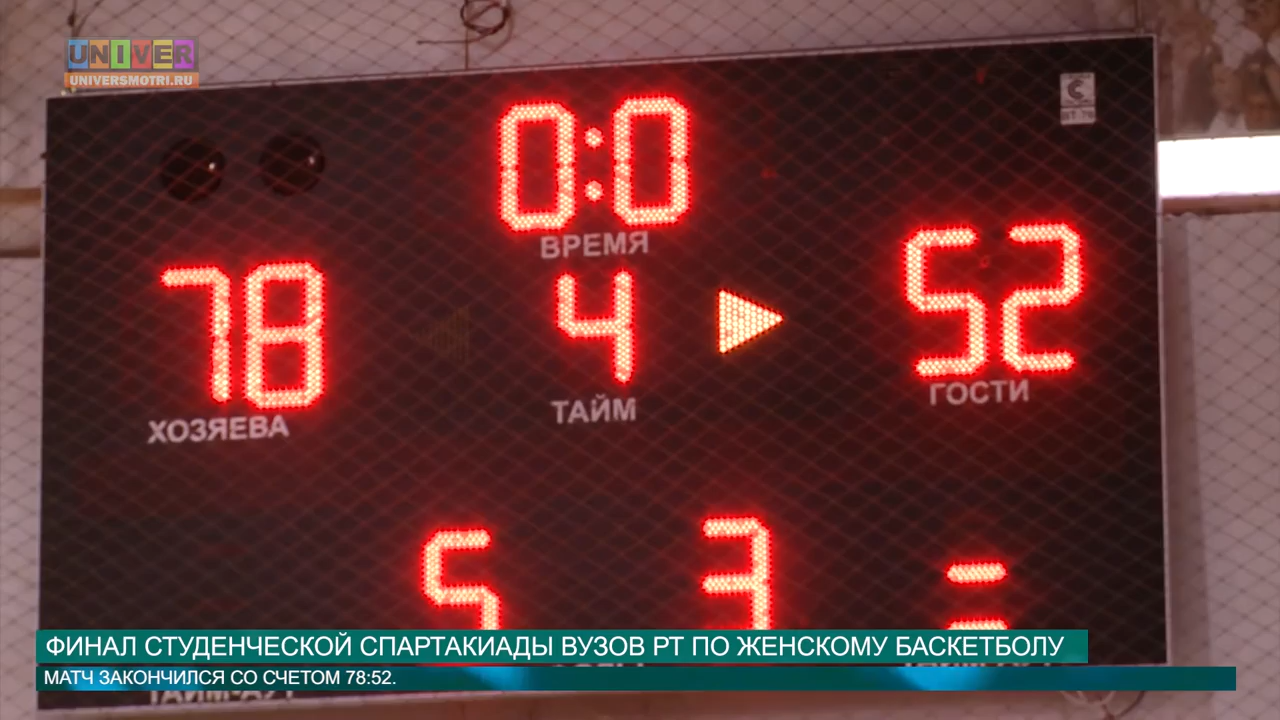 UNIVER
UNIVERSMOTRI.RU
0:0
ВРЕМЯ
78
4
52
ХОЗЯЕВА
ТАЙМ
ГОСТИ
5 3
ФИНАЛ СТУДЕНЧЕСКОЙ СПАРТАКИАДЫ ВУЗОВ РТ ПО ЖЕНСКОМУ БАСКЕТБОЛУ
МАТЧ ЗАКОНЧИЛСЯ СО СЧЕТОМ 78:52.